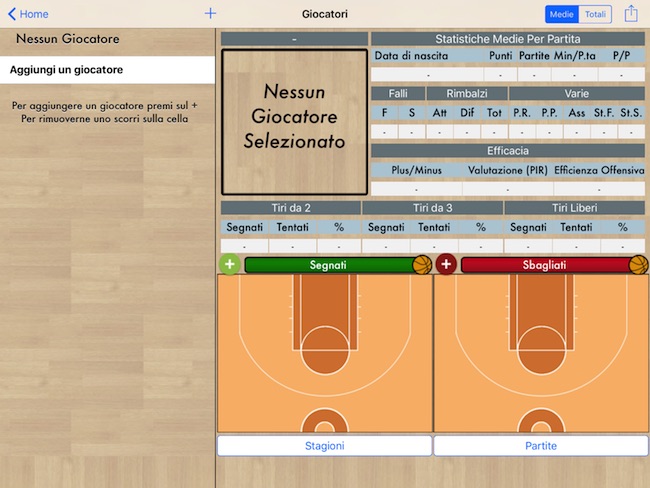 Home
+
Giocatori
Medie Totali
Nessun Giocatore
Aggiungi un giocatore
Per aggiungere un giocatore premi sul +
Per rimuoverne uno scorri sulla cella
-
Nessun
Giocatore
Selezionato
Statistiche Medie Per Partita
Data di nascita Punti Partite Min/P.ta P/P
- - - - -
Falli Rimbalzi Varie
F S Att Dif Tot P.R. P.P. Ass St.F. St.S.
- - - - - - - - - -
Efficacia
Plus/Minus Valutazione (PIR) Efficienza Offensiva
- - -
Tiri da 2 Tiri da 3 Tiri Liberi
Segnati Tentati % Segnati Tentati % Segnati Tentati %
- - - - - - - - -
+ Segnati + Sbagliati
Stagioni Partite